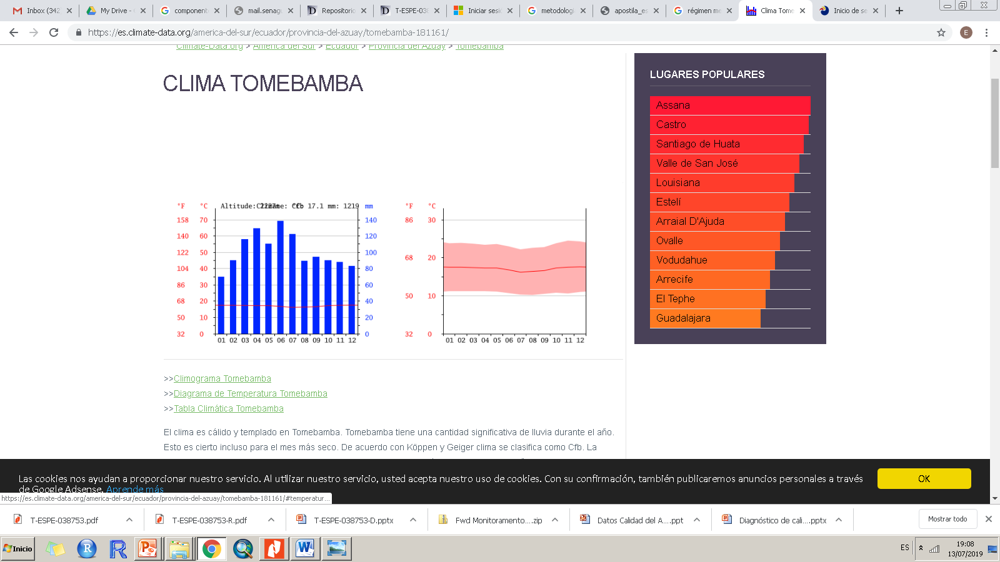 Inbox (342
My Drive -
component
mail.senag
Repositorio
T-ESPE-038
Iniciar sesi
metodologi
apostila_es
régimen me
Clima Tome
Inicio de se
https://es.climate-data.org/america-del-sur/ecuador/provincia-del-azuay/tomebamba-181161/
E
Climate-Data.org > América del Sur > Ecuador > Provincia del Azuay > Tomebamba
CLIMA TOMEBAMBA
°F °C Altitude: Cfb 17.1 mm: 1219 mm
158 70 140
140 60 120
122 50 100
104 40 80
86 30 60
68 20 40
50 10 20
32 0 0
01 02 03 04 05 06 07 08 09 10 11 12
°F °C
86 30
68 20
50 10
32 0
01 02 03 04 05 06 07 08 09 10 11 12
>>Climograma Tomebamba
>>Diagrama de Temperatura Tomebamba
>>Tabla Climática Tomebamba
El clima es cálido y templado en Tomebamba. Tomebamba tiene una cantidad significativa de lluvia durante el año.
Esto es cierto incluso para el mes más seco. De acuerdo con Köppen y Geiger clima se clasifica como Cfb. La
LUGARES POPULARES
Assana
Castro
Santiago de Huata
Valle de San José
Louisiana
Estelí
Arraial D'Ajuda
Ovalle
Vodudahue
Arrecife
El Tephe
Guadalajara
Las cookies nos ayudan a proporcionar nuestro servicio. Al utilizar nuestro servicio, usted acepta nuestro uso de cookies. Con su confirmación, también publicaremos anuncios personales a través
de Google Adsense. Aprende más
OK
https://es.climate-data.org/america-del-sur/ecuador/provincia-del-azuay/tomebamba-181161/#temperatur...
T-ESPE-038753.pdf
T-ESPE-038753-R.pdf
T-ESPE-038753-D.pptx
Fwd Monitoramento....zip
Datos Calidad del A....ppt
Diagnóstico de cali....pptx
Mostrar todo
Inicio
ES
19:08
13/07/2019